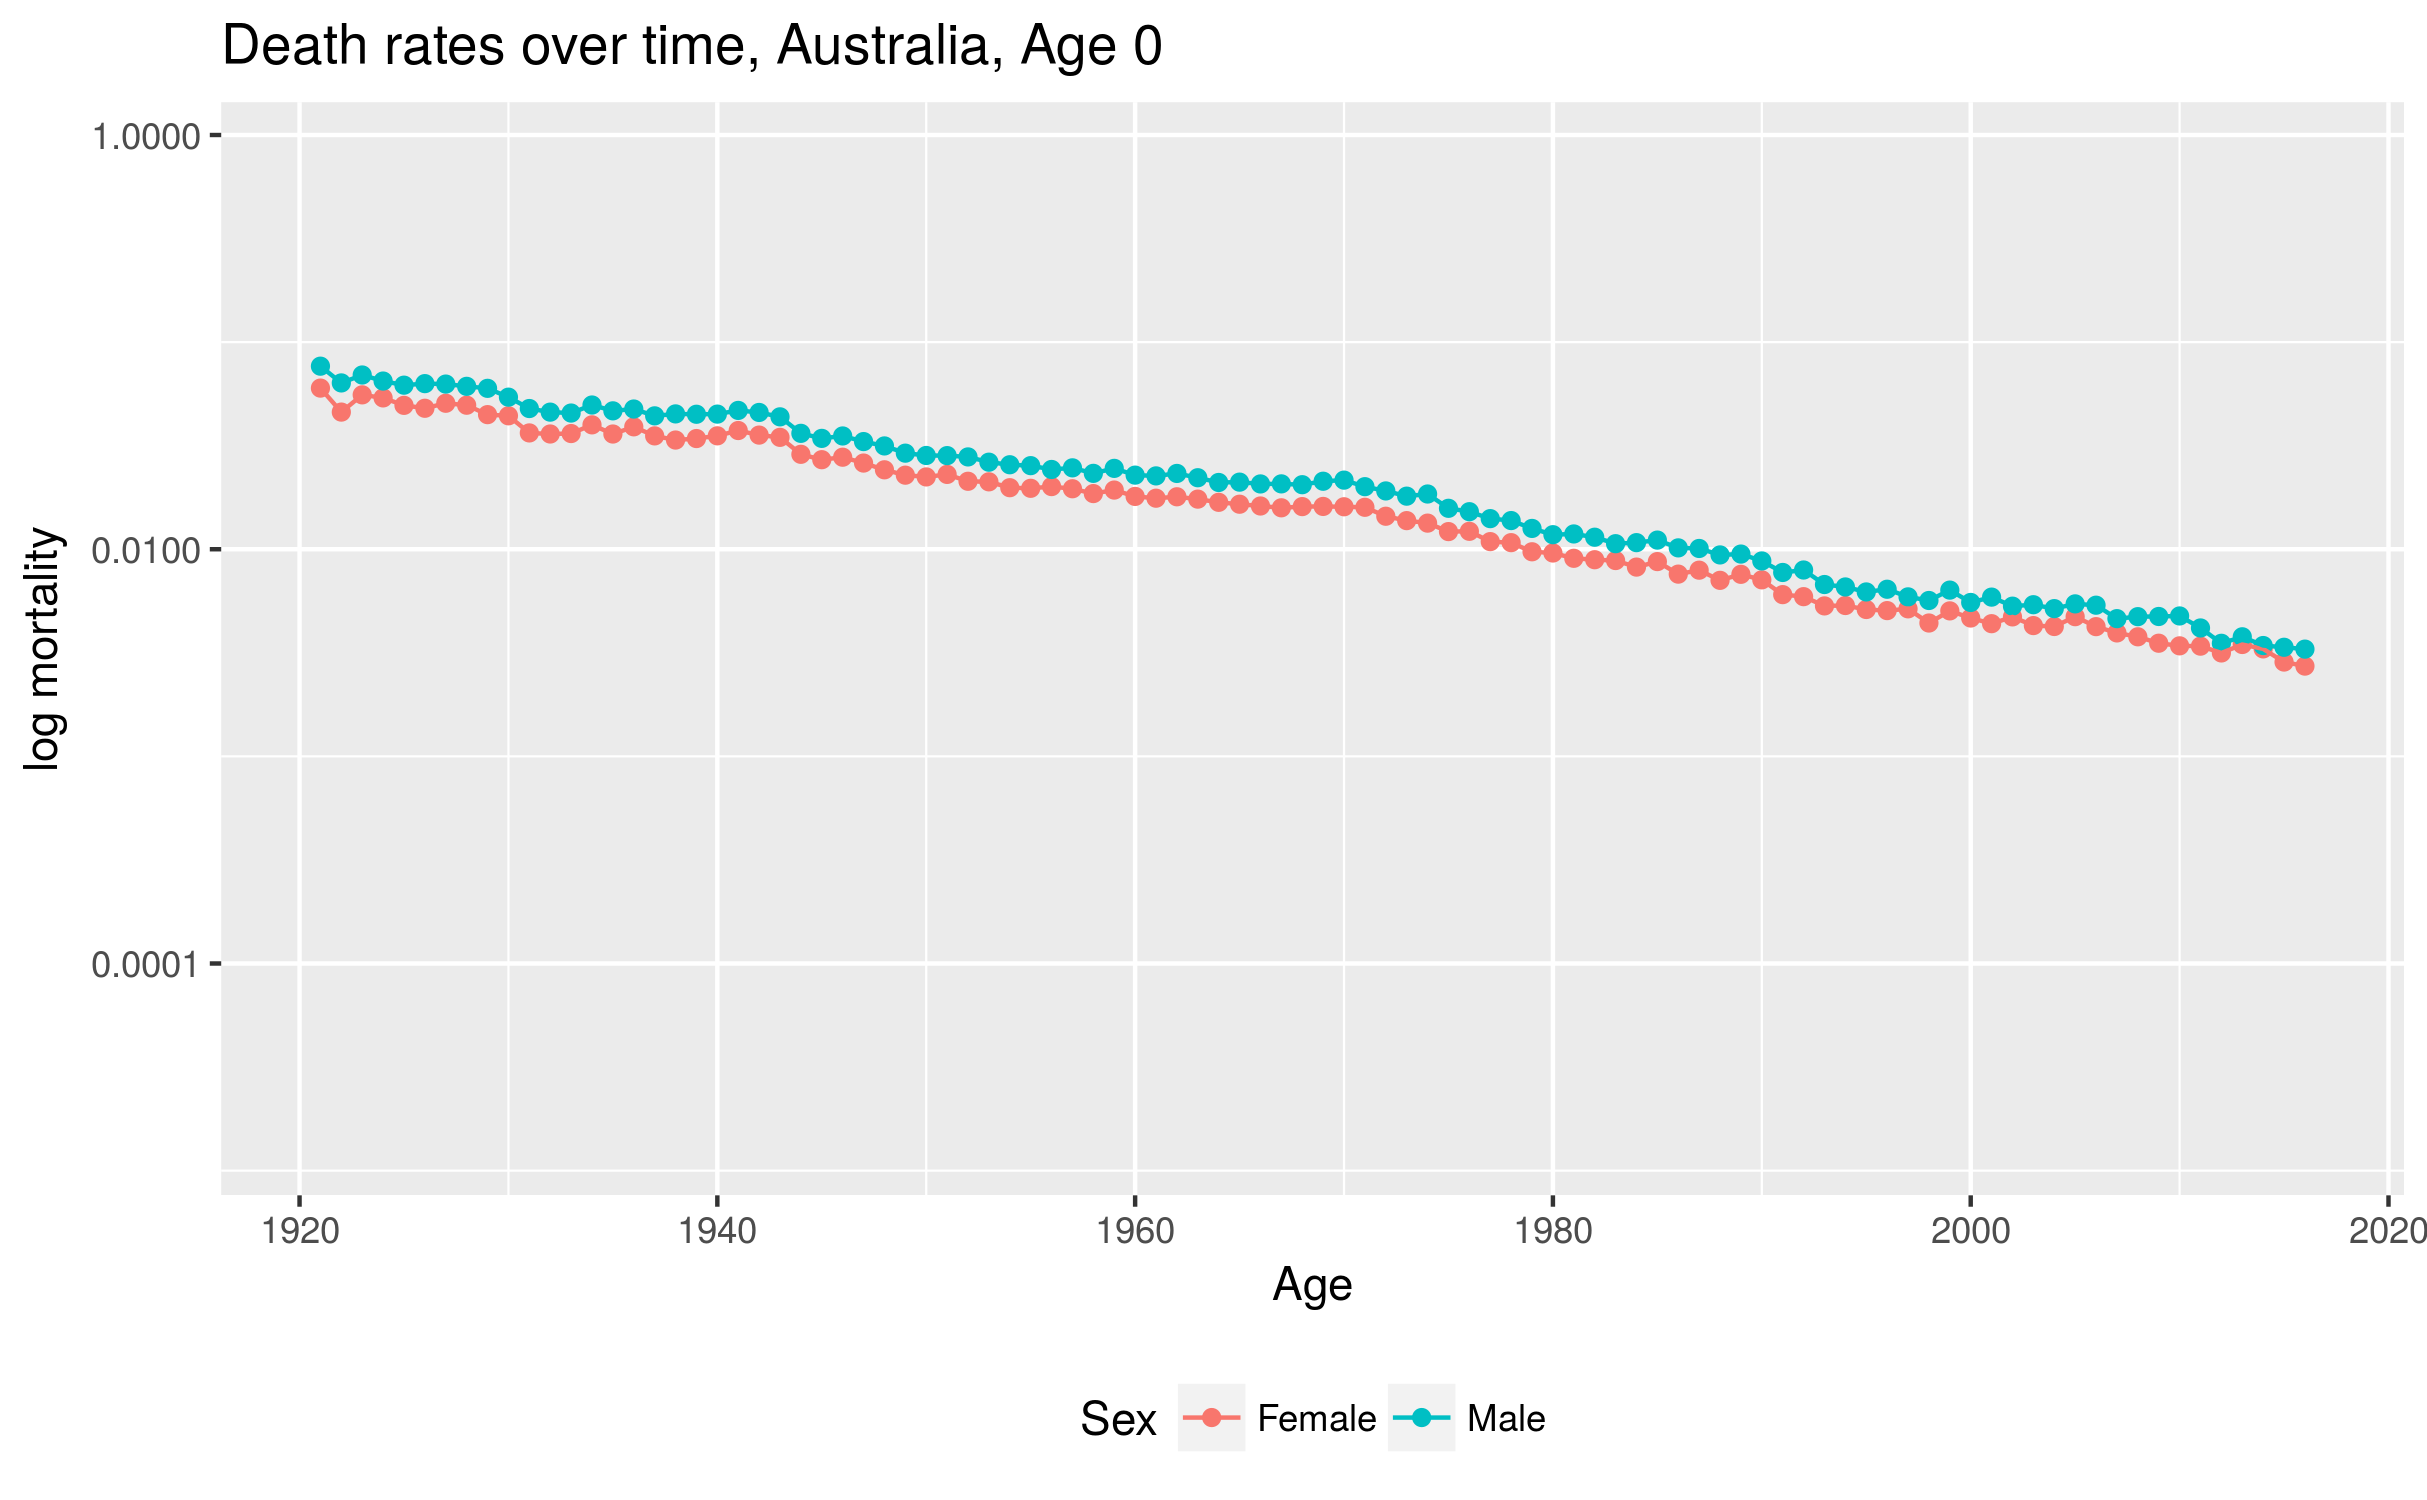 Death rates over time, Australia, Age 0
1.0000
0.0100
0.0001
log mortality
1920 1940 1960 1980 2000 2020
Age
Sex Female Male